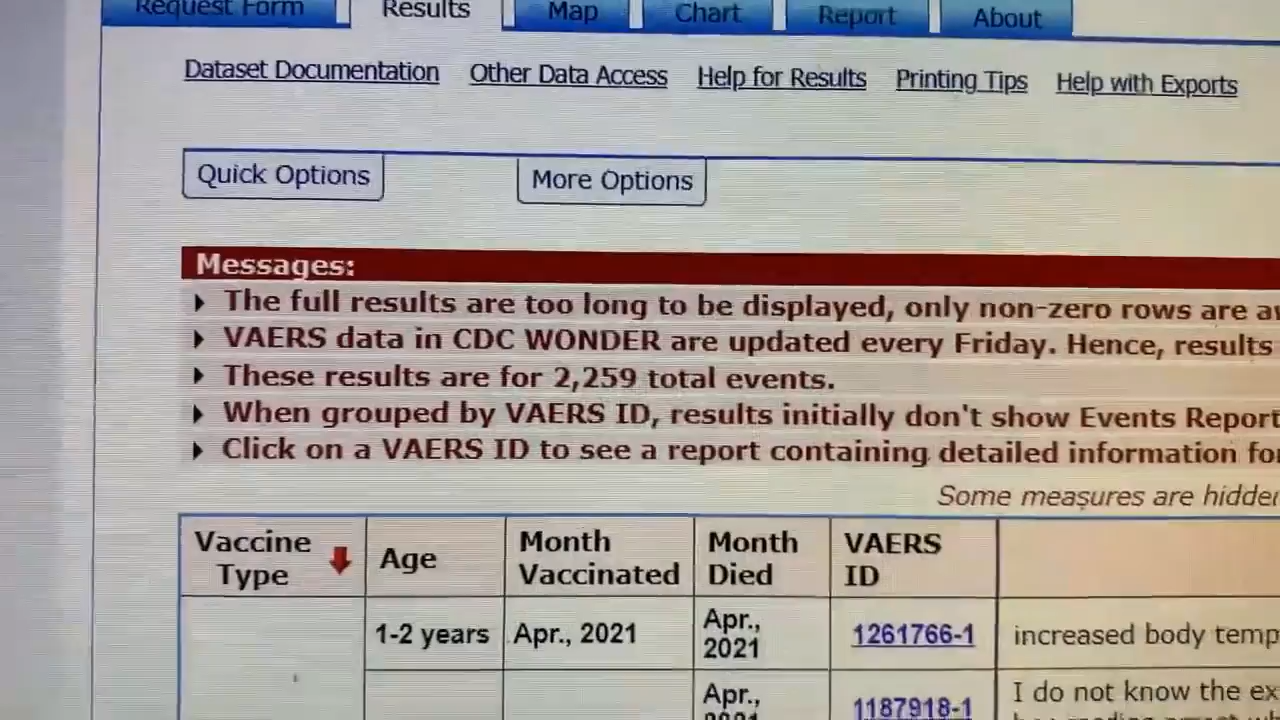 Request Form Results Map Chart Report About
Dataset Documentation Other Data Access Help for Results Printing Tips Help with Exports
Quick Options More Options
Messages:
The full results are too long to be displayed, only non-zero rows are
VAERS data in CDC WONDER are updated every Friday. Hence, results
These results are for 2,259 total events.
When grouped by VAERS ID, results initially don't show Events Report
Click on a VAERS ID to see a report containing detailed information
Some measures are
Vaccine Type Age Month Vaccinated Month Died VAERS ID
1-2 years Apr., 2021 Apr., 2021 1261766-1 increased body temp
Apr., 1187918-1 I do not know the